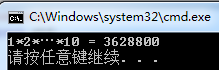 C:\Windows\system32\cmd.exe
1*2*…*10 = 3628800
请按任意键继续. . .